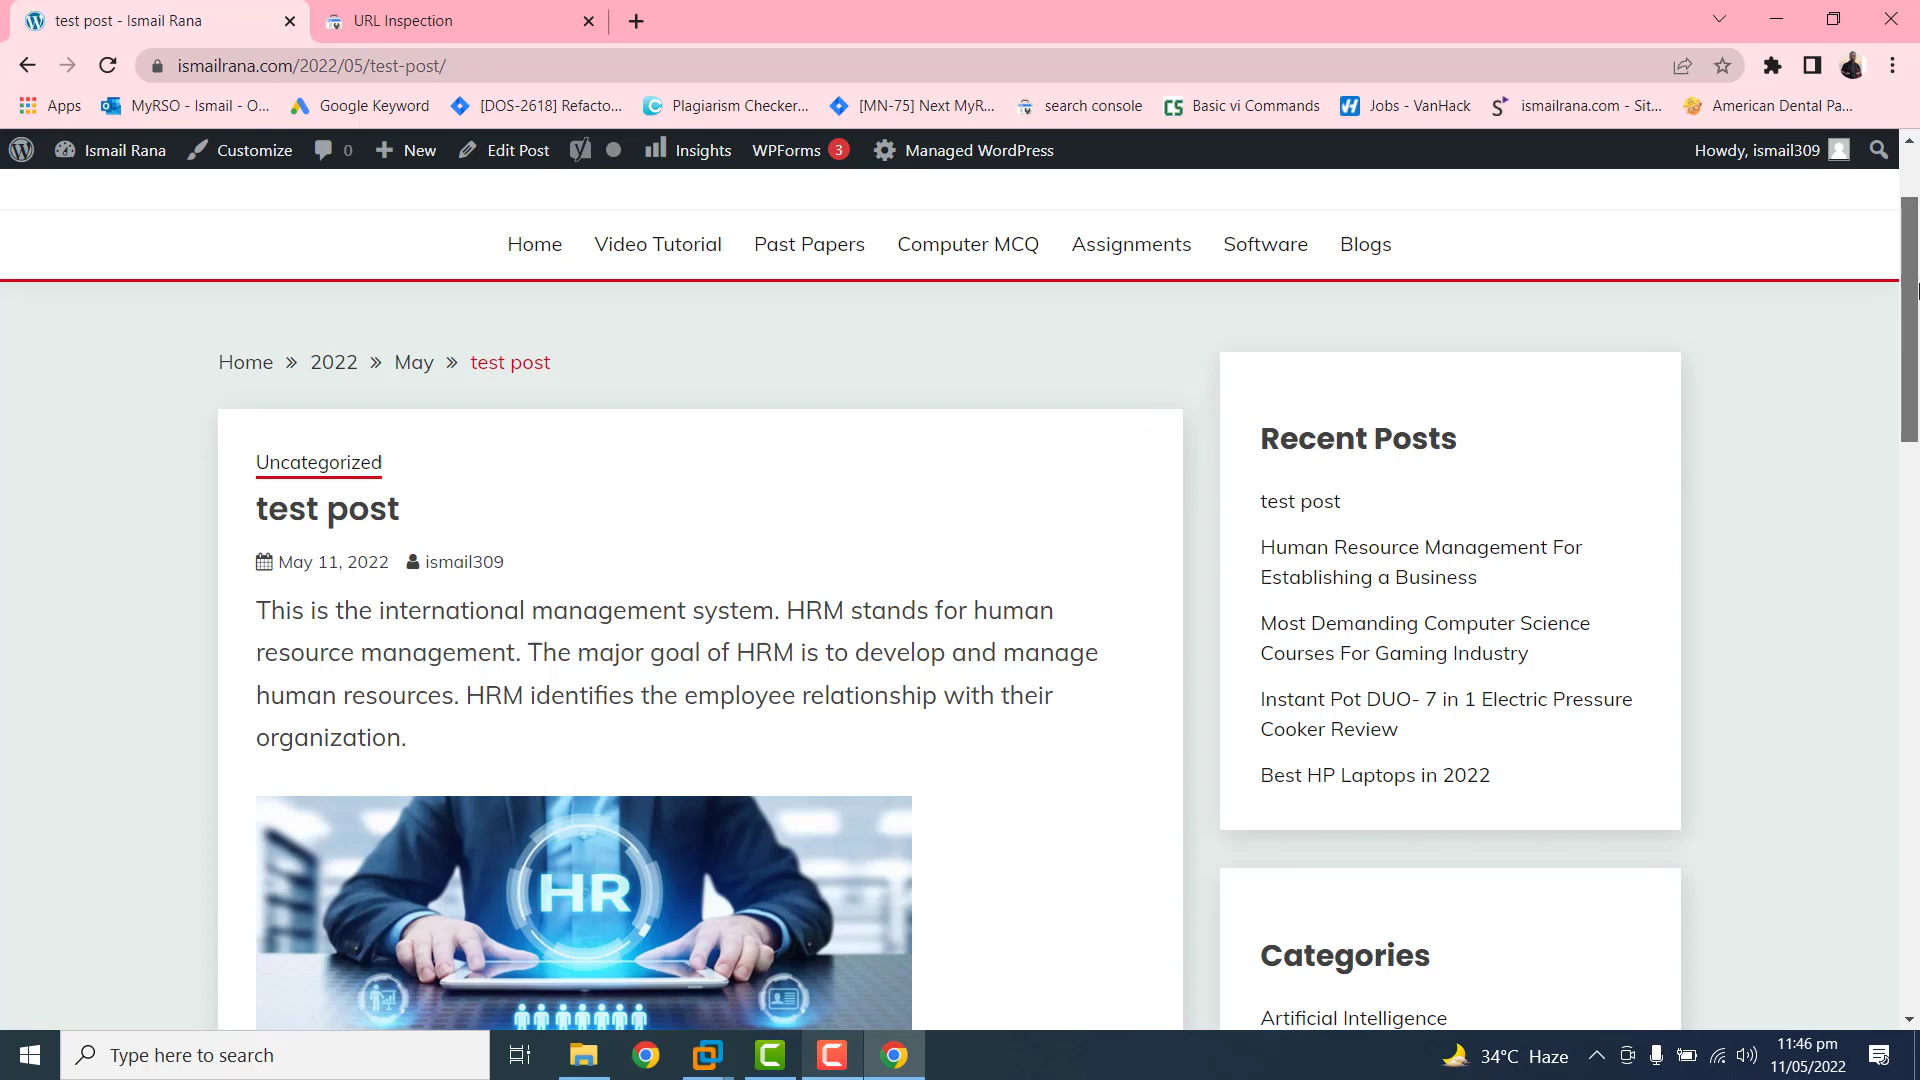 test post - Ismail Rana
URL Inspection
ismailrana.com/2022/05/test-post/
Apps
MyRSO - Ismail - O...
Google Keyword
[DOS-2618] Refacto...
Plagiarism Checker...
[MN-75] Next MyR...
search console
Basic vi Commands
Jobs - VanHack
ismailrana.com - Sit...
American Dental Pa...
Ismail Rana
Customize
0
New
Edit Post
Insights
WPForms 3
Managed WordPress
Howdy, ismail309
Home
Video Tutorial
Past Papers
Computer MCQ
Assignments
Software
Blogs
Home » 2022 » May » test post
Uncategorized
test post
May 11, 2022 ismail309
This is the international management system. HRM stands for human
resource management. The major goal of HRM is to develop and manage
human resources. HRM identifies the employee relationship with their
organization.
HR
Recent Posts
test post
Human Resource Management For
Establishing a Business
Most Demanding Computer Science
Courses For Gaming Industry
Instant Pot DUO- 7 in 1 Electric Pressure
Cooker Review
Best HP Laptops in 2022
Categories
Artificial Intelligence
Type here to search
34°C Haze
11:46 pm
11/05/2022